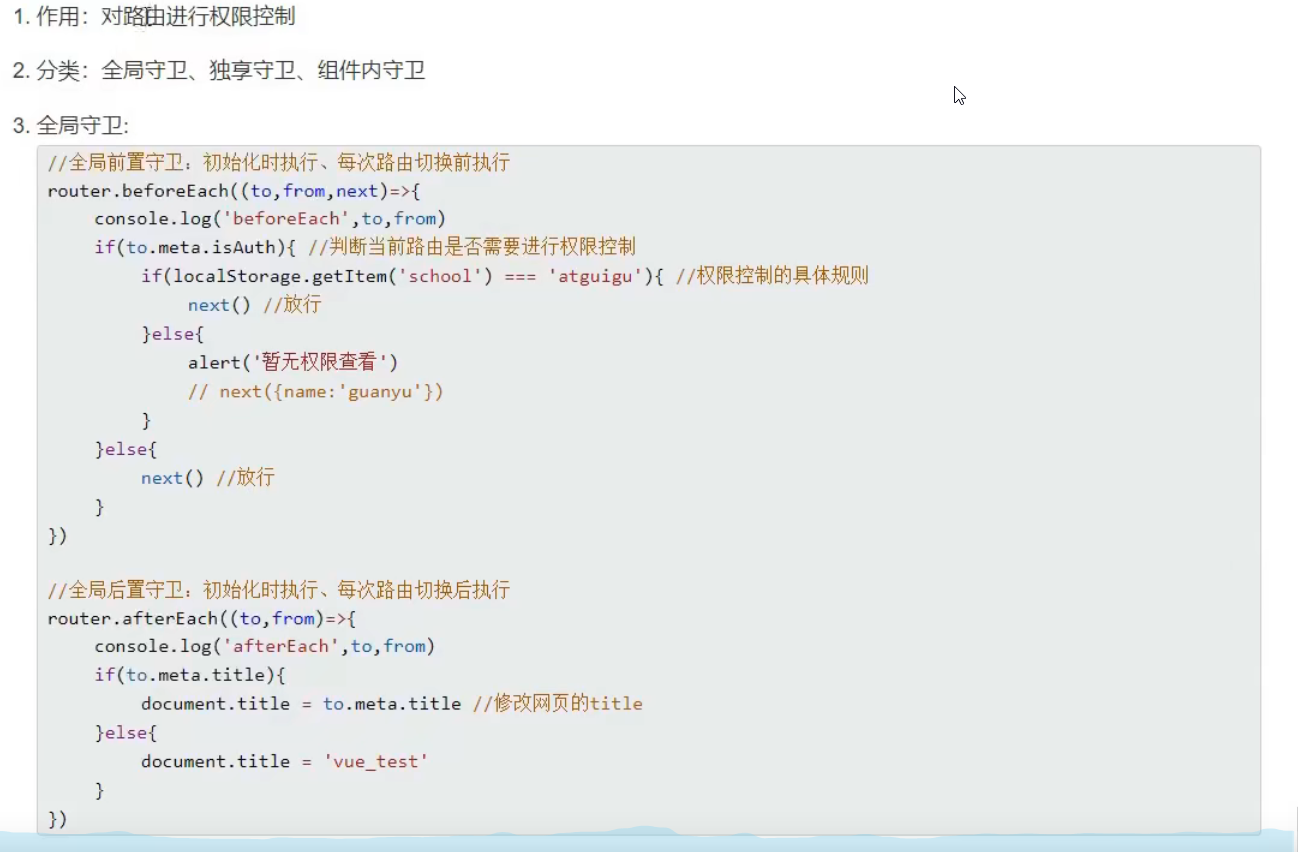 1. 作用：对路由进行权限控制
2. 分类：全局守卫、独享守卫、组件内守卫
3. 全局守卫:
//全局前置守卫：初始化时执行、每次路由切换前执行
router.beforeEach((to,from,next)=>{
    console.log('beforeEach',to,from)
    if(to.meta.isAuth){ //判断当前路由是否需要进行权限控制
        if(localStorage.getItem('school') === 'atguigu'){ //权限控制的具体规则
            next() //放行
        }else{
            alert('暂无权限查看')
            // next({name:'guanyu'})
        }
    }else{
        next() //放行
    }
})
//全局后置守卫：初始化时执行、每次路由切换后执行
router.afterEach((to,from)=>{
    console.log('afterEach',to,from)
    if(to.meta.title){
        document.title = to.meta.title //修改网页的title
    }else{
        document.title = 'vue_test'
    }
})